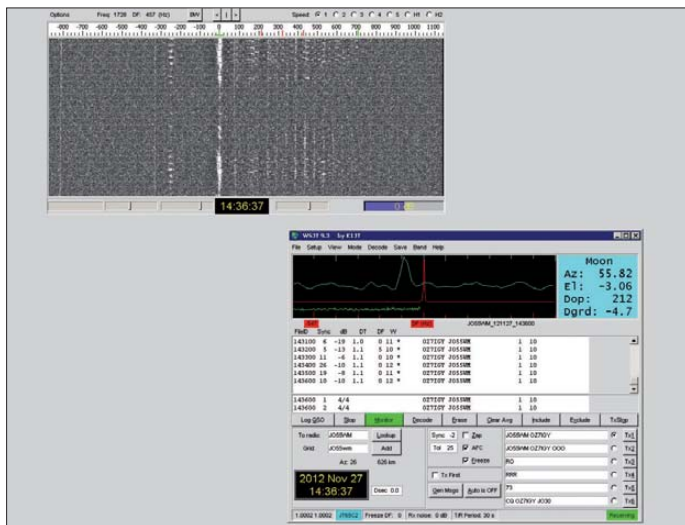 Options Freq: 1726 DF: 457 (Hz) BW < | > Speed: 1 2 3 4 5 H1 H2
-800 -700 -600 -500 -400 -300 -200 -100 0 100 200 300 400 500 600 700 800 900 1000 1100
14:36:37
WSJT 9.3 by K1JT
File Setup View Mode Decode Save Band Help
Moon
Az: 55.82
El: -3.06
Dop: 212
Dgrd: -4.7
FileID Sync dB DT DF W
143100 6 -19 1.0 0 11 * OZ7IGY JO55WM 1 10
143200 5 -13 1.1 5 10 * OZ7IGY JO55WM 1 10
143300 11 -6 1.1 0 10 * OZ7IGY JO55WM 1 10
143400 26 -10 1.1 0 12 * OZ7IGY JO55WM 1 10
143500 19 -8 1.1 0 11 * OZ7IGY JO55WM 1 10
143600 10 -10 1.1 0 12 * OZ7IGY JO55WM 1 10
143600 1 4/4 OZ7IGY JO55WM 1 10
143600 2 4/4 OZ7IGY JO55WM 1 10
Log QSO Stop Monitor Decode Erase Clear Avg Include Exclude TxStop
To radio: Lookup
Grid: JO55wm Add
Az: 26 626 km
2012 Nov 27
14:36:37
Dsec 0.0
Sync -2 Zap
Tol 25 AFC
Freeze
Tx First
Gen Msgs Auto is OFF
Tx1
Tx2
RO Tx3
RRR Tx4
73 Tx5
CQ OZ7IGY JO55 Tx6
1.0002 1.0002 Freeze DF: 0 Rx noise: 0 dB T/R Period: 30 s Receiving